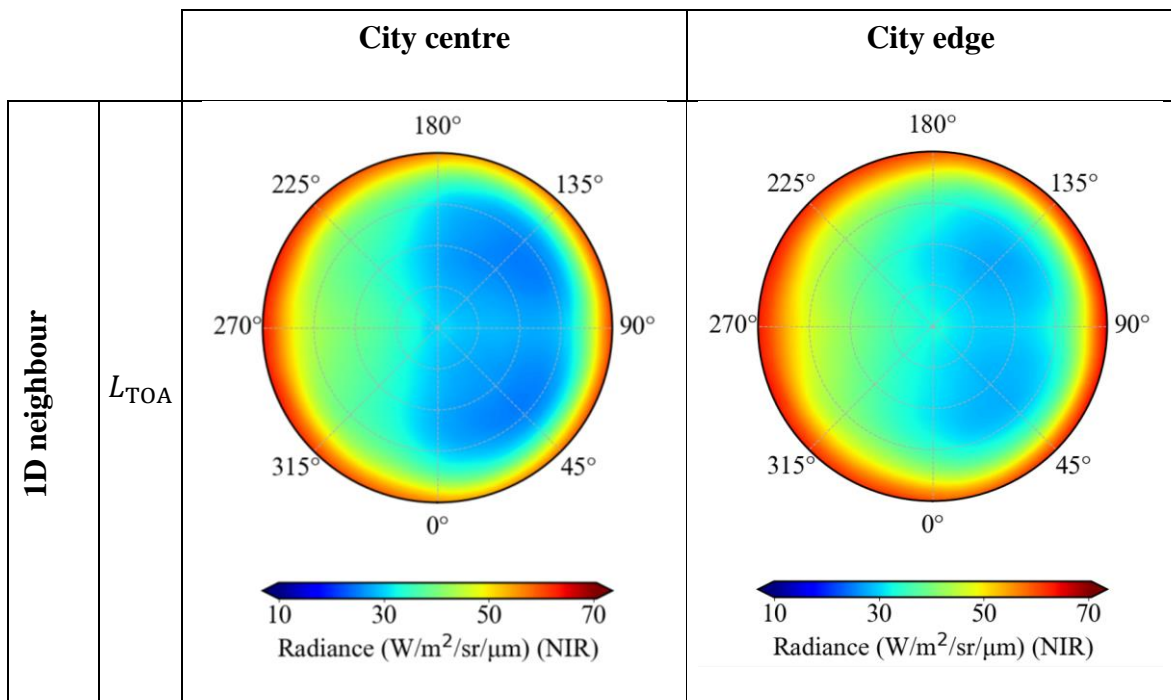 City centre
City edge
1D neighbour
L_TOA
180°
225°
135°
270°
90°
315°
45°
0°
10 30 50 70
Radiance (W/m²/sr/μm) (NIR)
180°
225°
135°
270°
90°
315°
45°
0°
10 30 50 70
Radiance (W/m²/sr/μm) (NIR)